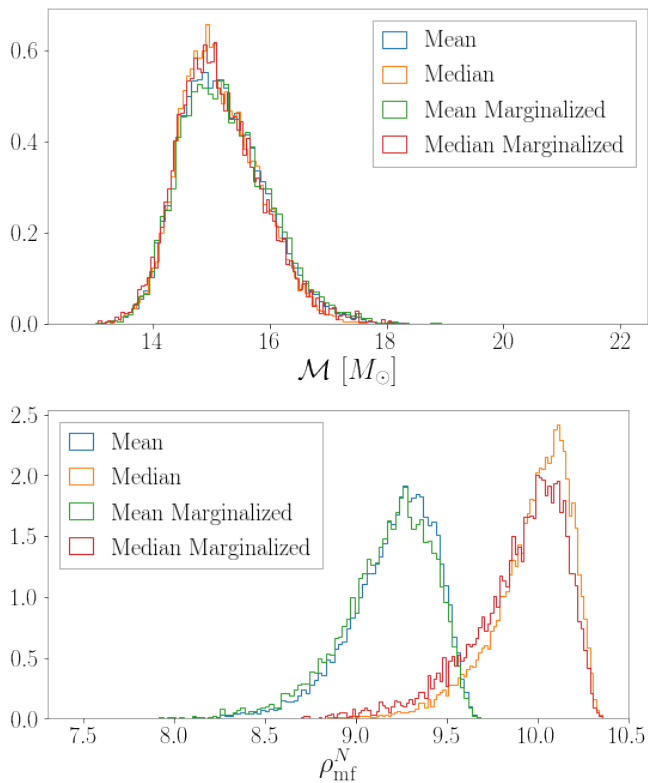 0.6
0.4
0.2
0.0
Mean
Median
Mean Marginalized
Median Marginalized
14 16 18 20 22
ℳ [M⊙]
2.5
2.0
1.5
1.0
0.5
0.0
Mean
Median
Mean Marginalized
Median Marginalized
7.5 8.0 8.5 9.0 9.5 10.0 10.5
ρ^N_mf